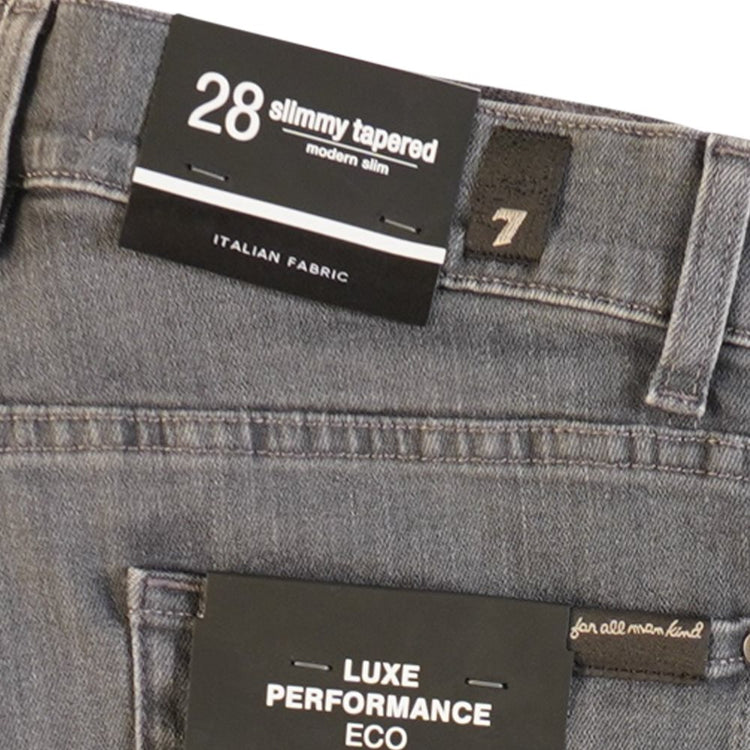 28 slimmy tapered
modern slim
ITALIAN FABRIC
7
for all mankind
LUXE
PERFORMANCE
ECO